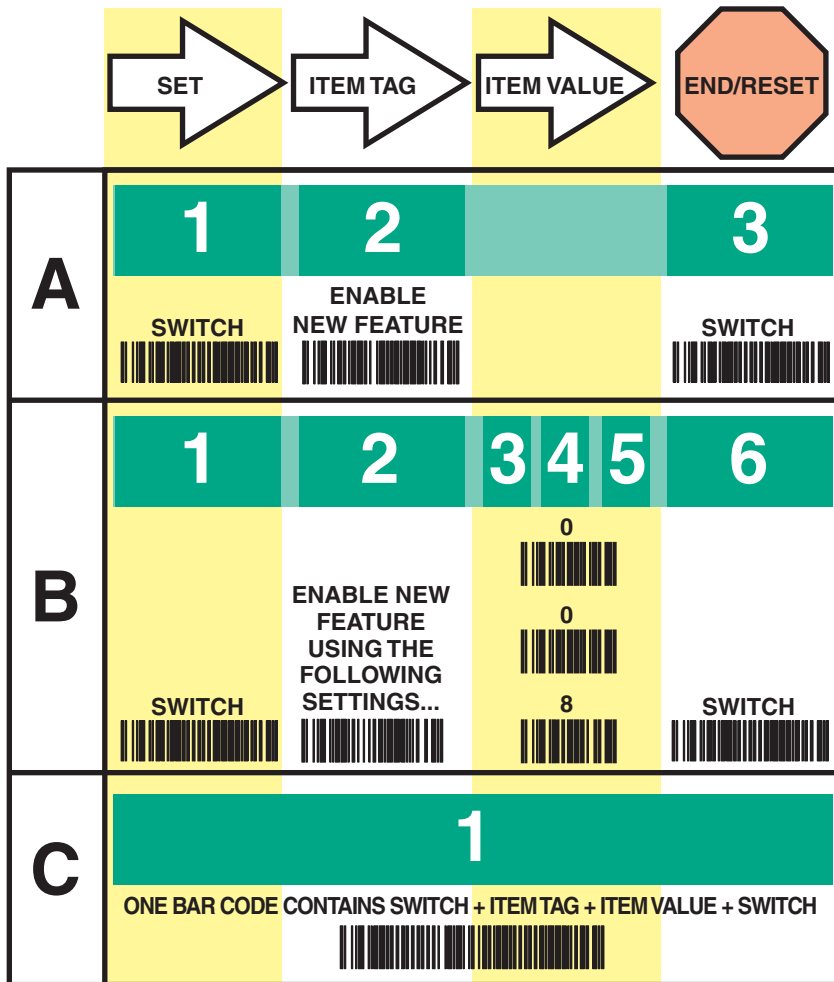 SET
ITEM TAG
ITEM VALUE
END/RESET
A
1
2
3
SWITCH
ENABLE
NEW FEATURE
SWITCH
B
1
2
3
4
5
6
SWITCH
ENABLE NEW
FEATURE
USING THE
FOLLOWING
SETTINGS...
0
0
8
SWITCH
C
1
ONE BAR CODE CONTAINS SWITCH + ITEM TAG + ITEM VALUE + SWITCH